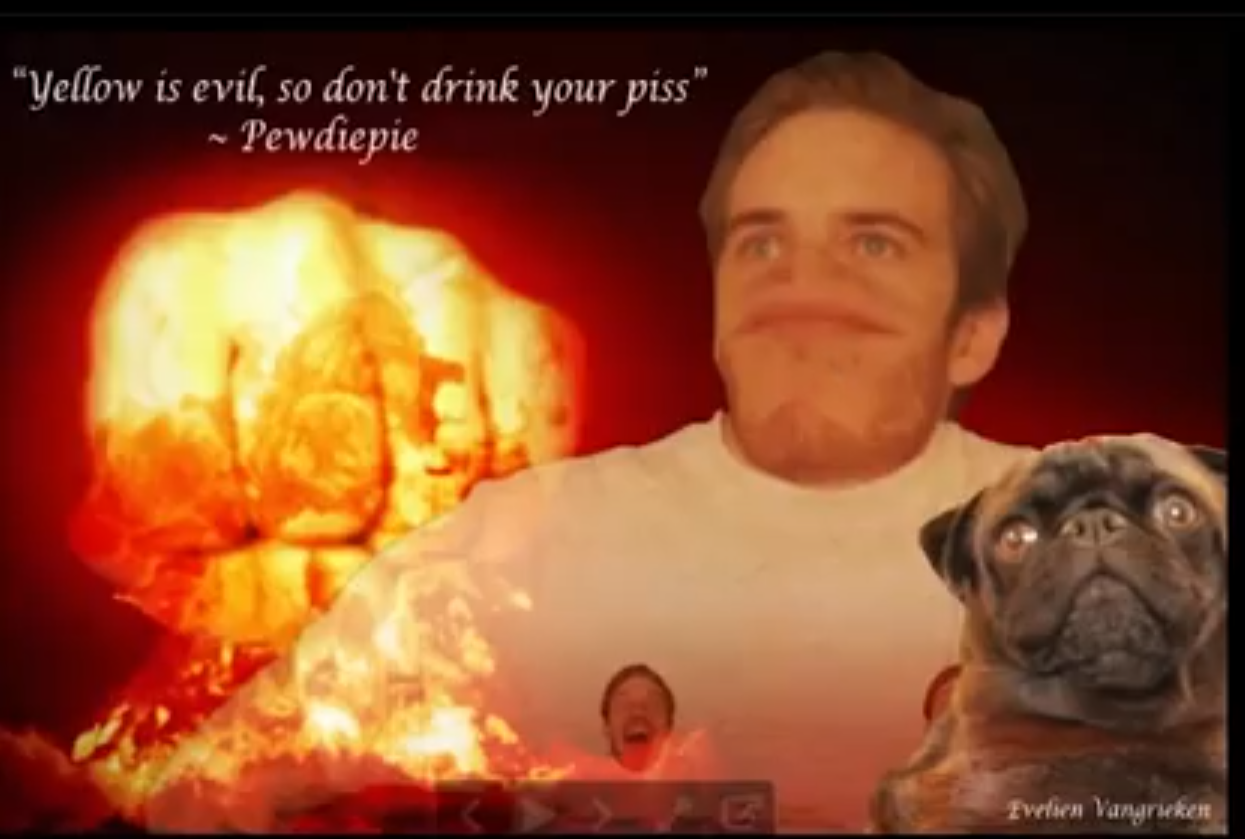 “Yellow is evil, so don't drink your piss”
~ Pewdiepie
Evelien Vangrieken